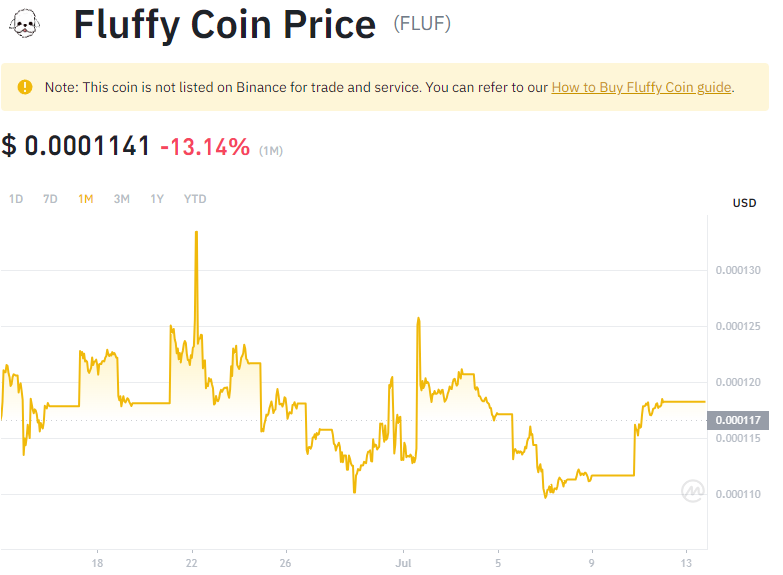 Fluffy Coin Price (FLUF)
Note: This coin is not listed on Binance for trade and service. You can refer to our How to Buy Fluffy Coin guide.
$ 0.0001141 -13.14% (1M)
1D 7D 1M 3M 1Y YTD
USD
0.000130
0.000125
0.000120
0.000117
0.000115
0.000110
18 22 26 Jul 5 9 13